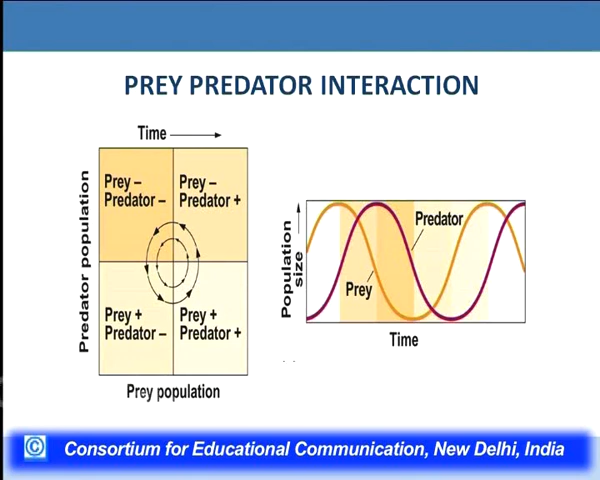 PREY PREDATOR INTERACTION
Time
Prey –
Predator –
Prey –
Predator +
Prey +
Predator –
Prey +
Predator +
Predator population
Prey population
Population
size
Predator
Prey
Time
© Consortium for Educational Communication, New Delhi, India